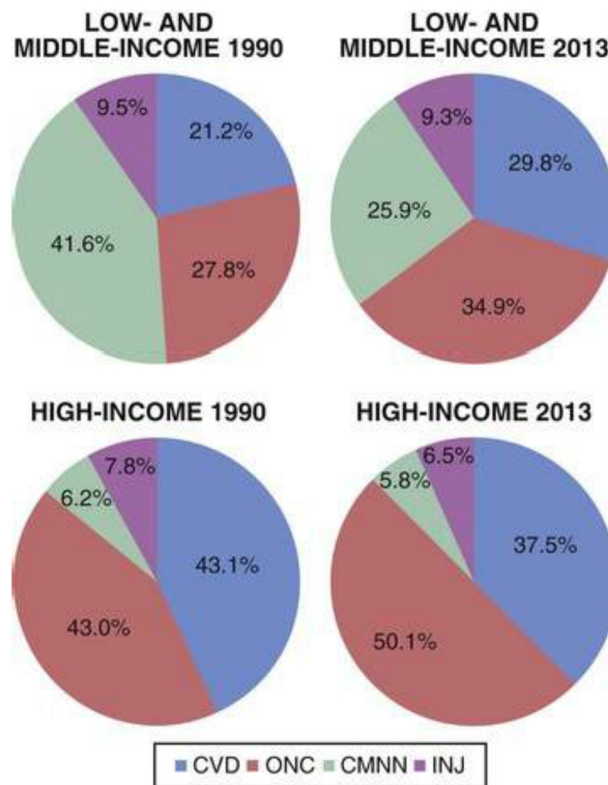 LOW- AND
MIDDLE-INCOME 1990
9.5%
21.2%
41.6%
27.8%
LOW- AND
MIDDLE-INCOME 2013
9.3%
29.8%
25.9%
34.9%
HIGH-INCOME 1990
7.8%
6.2%
43.1%
43.0%
HIGH-INCOME 2013
6.5%
5.8%
37.5%
50.1%
CVD ONC CMNN INJ